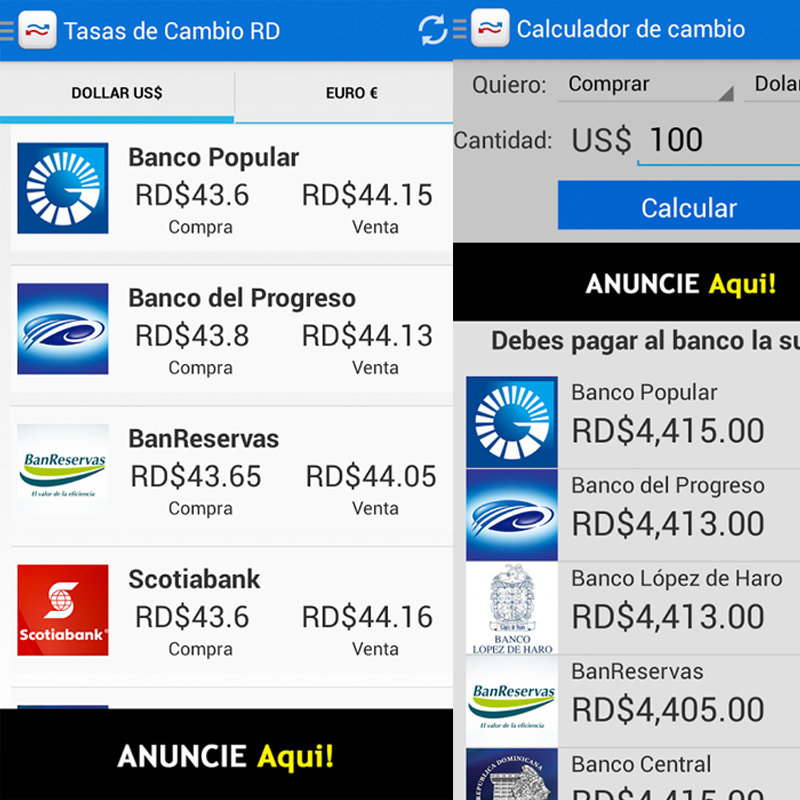 Tasas de Cambio RD
DOLLAR US$
EURO €
Banco Popular
RD$43.6
RD$44.15
Compra
Venta
Banco del Progreso
RD$43.8
RD$44.13
Compra
Venta
BanReservas
El valor de la eficiencia
BanReservas
RD$43.65
RD$44.05
Compra
Venta
Scotiabank
Scotiabank
RD$43.6
RD$44.16
Compra
Venta
ANUNCIE Aqui!
Calculador de cambio
Quiero:
Comprar
Dola
Cantidad:
US$
100
Calcular
ANUNCIE Aqui!
Debes pagar al banco la su
Banco Popular
RD$4,415.00
Banco del Progreso
RD$4,413.00
BANCO
LOPEZ DE HARO
Banco López de Haro
RD$4,413.00
BanReservas
El valor de la eficiencia
BanReservas
RD$4,405.00
REPUBLICA DOMINICANA
Banco Central
RD$4,415.00